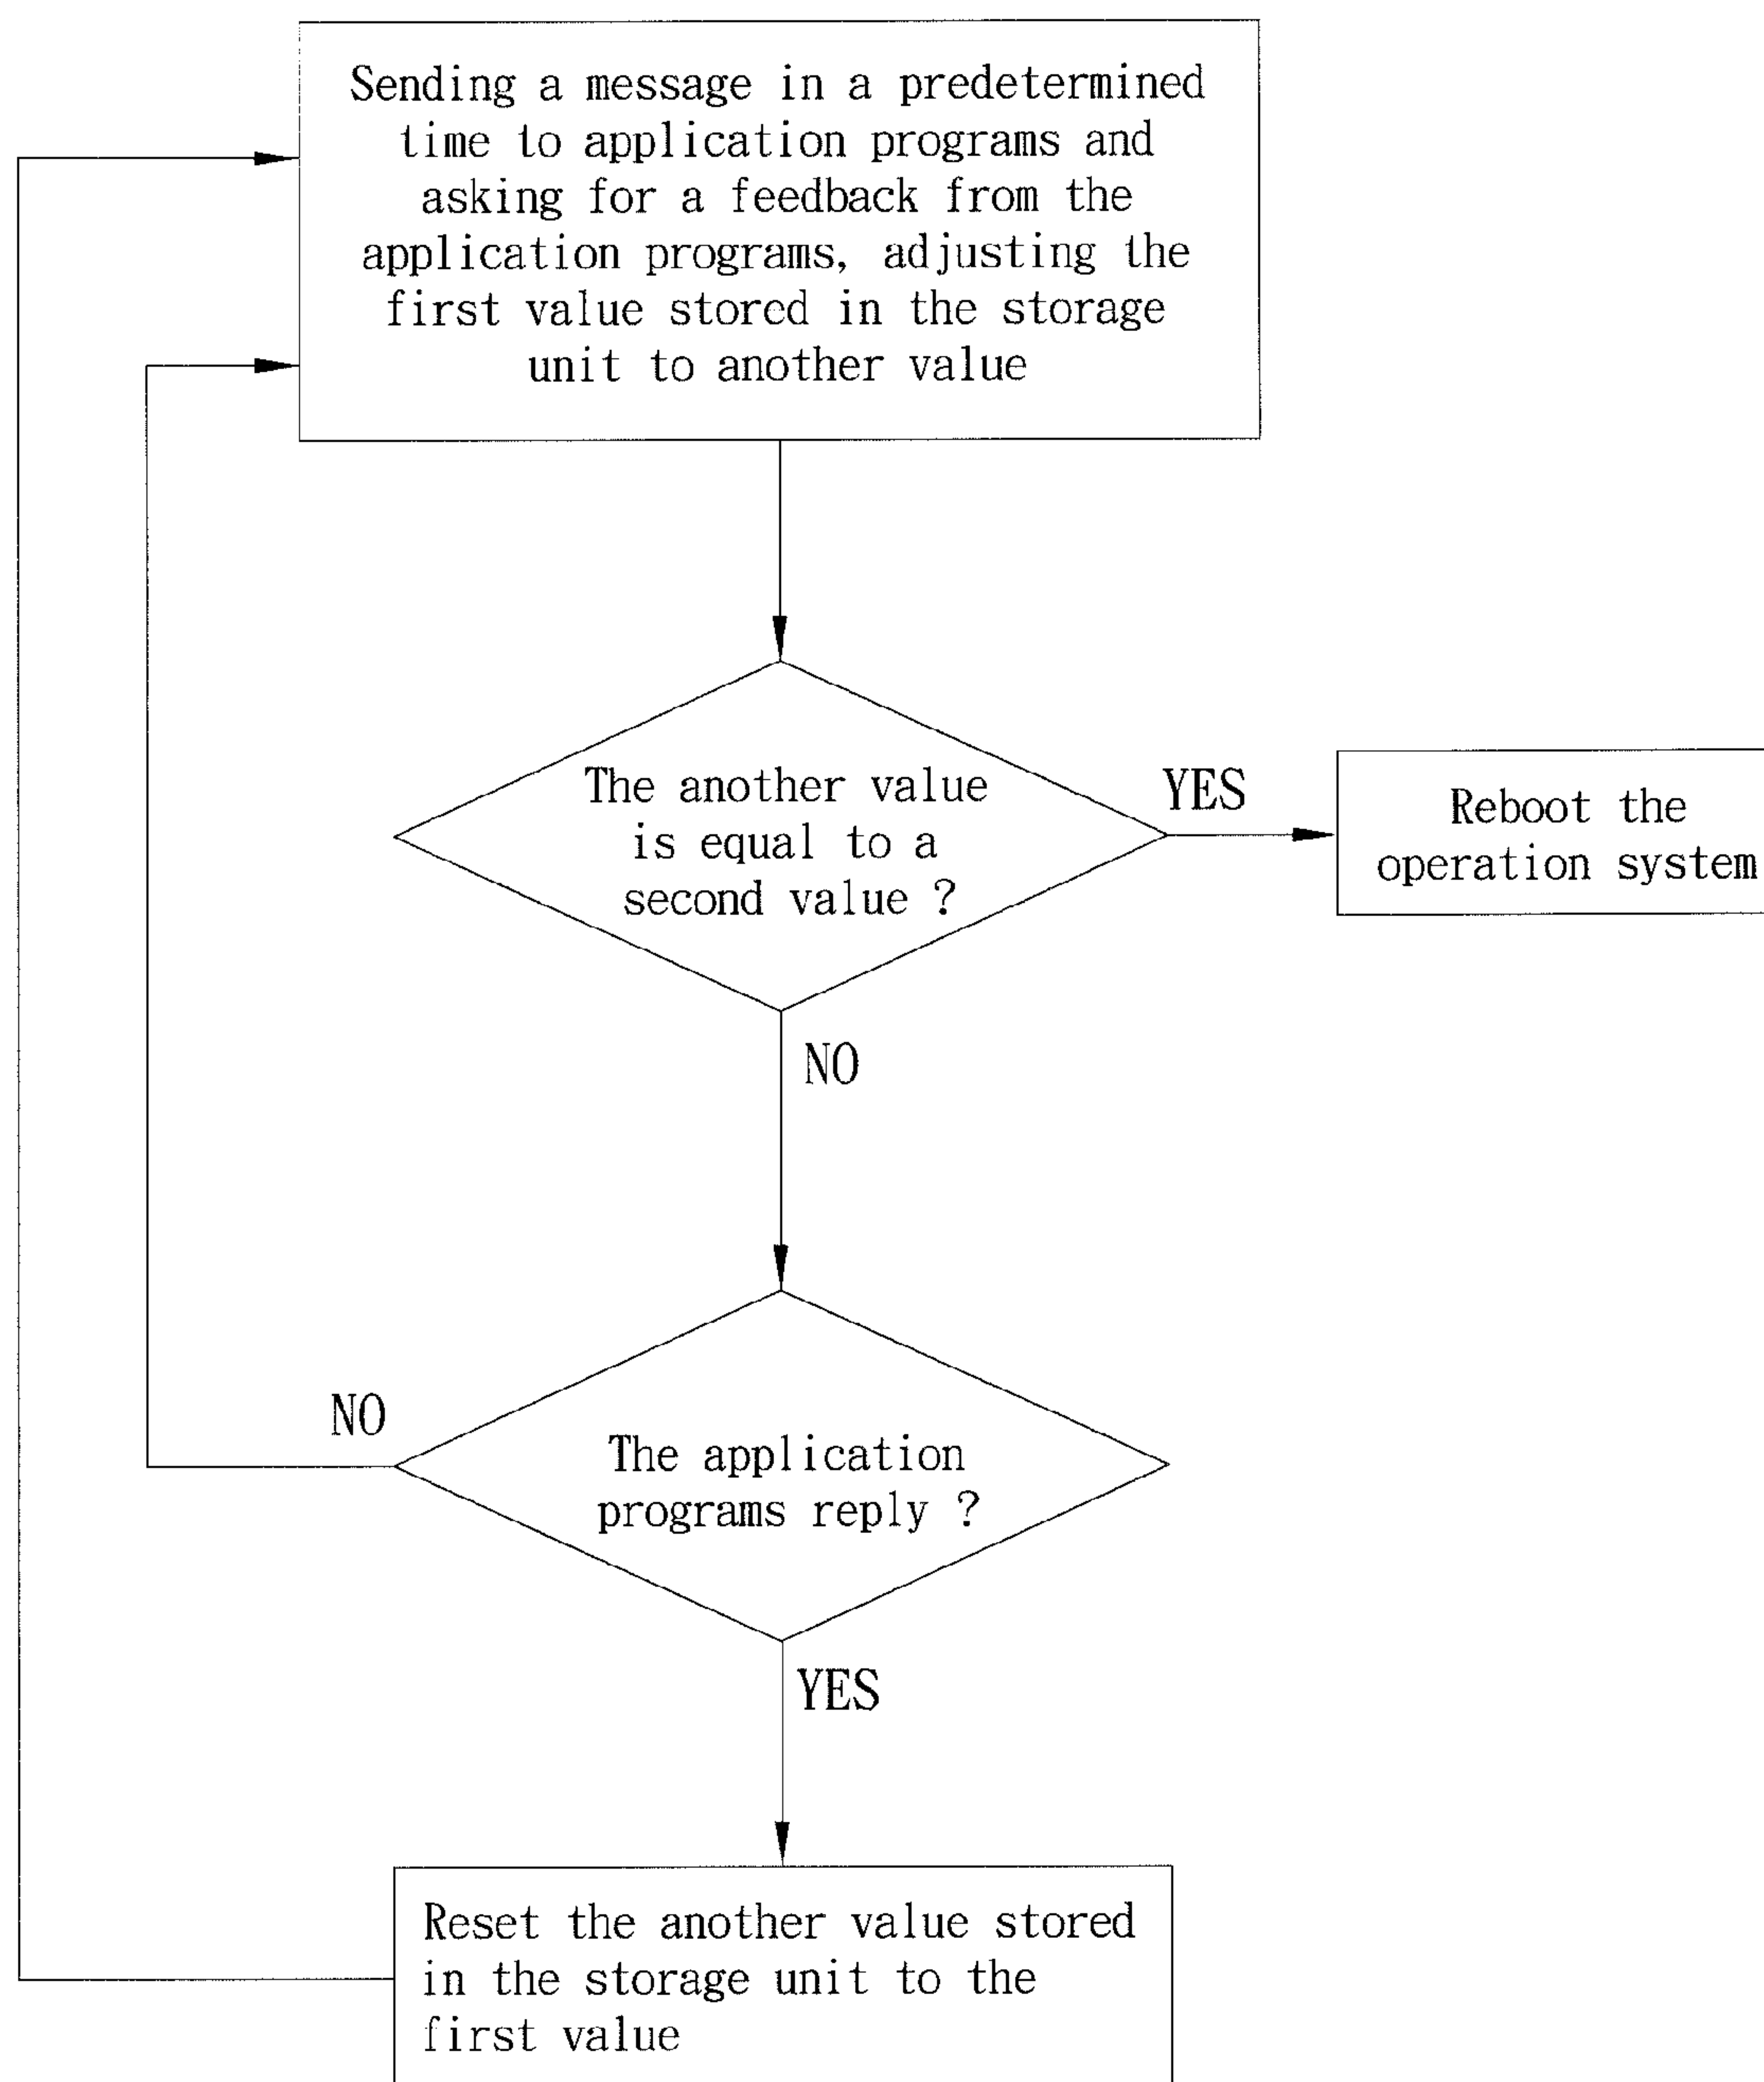 Sending a message in a predetermined
time to application programs and
asking for a feedback from the
application programs, adjusting the
first value stored in the storage
unit to another value
The another value
is equal to a
second value ?
YES
Reboot the
operation system
NO
The application
programs reply ?
NO
YES
Reset the another value stored
in the storage unit to the
first value